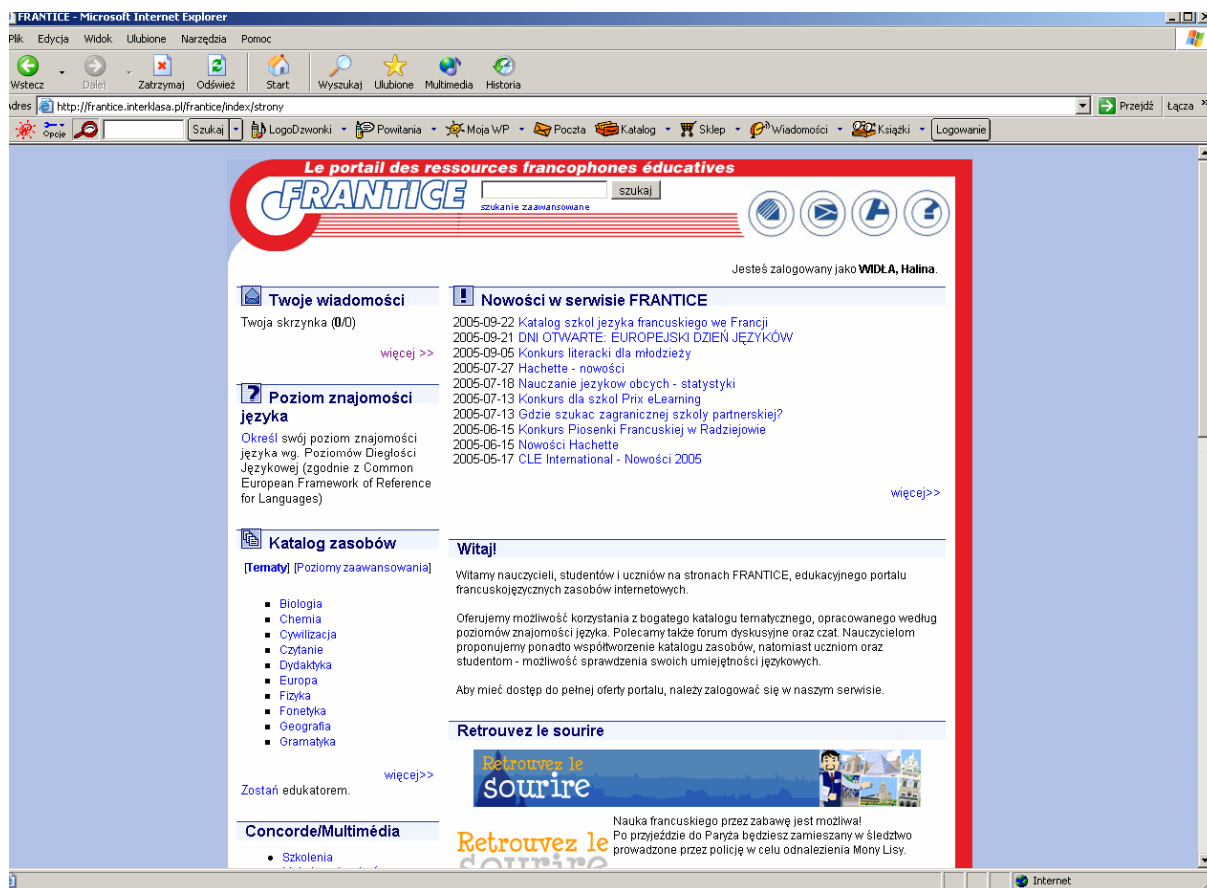 FRANTICE - Microsoft Internet Explorer
Plik Edycja Widok Ulubione Narzędzia Pomoc
Wstecz Dalej Zatrzymaj Odśwież Start Wyszukaj Ulubione Multimedia Historia
Adres http://frantice.interklasa.pl/frantice/index/strony Przejdź Łącza »
Opcje Szukaj LogoDzwonki Powitania Moja WP Poczta Katalog Sklep Wiadomości Książki Logowanie
Le portail des ressources francophones éducatives
FRANTICE szukaj
szukanie zaawansowane
Jesteś zalogowany jako WIDŁA, Halina.
Twoje wiadomości
Twoja skrzynka (0/0)
więcej >>
Poziom znajomości
języka
Określ swój poziom znajomości
języka wg. Poziomów Biegłości
Językowej (zgodnie z Common
European Framework of Reference
for Languages)
Katalog zasobów
[Tematy] [Poziomy zaawansowania]
Biologia
Chemia
Cywilizacja
Czytanie
Dydaktyka
Europa
Fizyka
Fonetyka
Geografia
Gramatyka
więcej>>
Zostań edukatorem.
Concorde/Multimédia
Szkolenia
Nowości w serwisie FRANTICE
2005-09-22 Katalog szkol jezyka francuskiego we Francji
2005-09-21 DNI OTWARTE: EUROPEJSKI DZIEŃ JĘZYKÓW
2005-09-05 Konkurs literacki dla młodzieży
2005-07-27 Hachette - nowości
2005-07-18 Nauczanie jezykow obcych - statystyki
2005-07-13 Konkurs dla szkol Prix eLearning
2005-07-13 Gdzie szukac zagranicznej szkoly partnerskiej?
2005-06-15 Konkurs Piosenki Francuskiej w Radziejowie
2005-06-15 Nowości Hachette
2005-05-17 CLE International - Nowości 2005
więcej>>
Witaj!
Witamy nauczycieli, studentów i uczniów na stronach FRANTICE, edukacyjnego portalu
francuskojęzycznych zasobów internetowych.
Oferujemy możliwość korzystania z bogatego katalogu tematycznego, opracowanego według
poziomów znajomości języka. Polecamy także forum dyskusyjne oraz czat. Nauczycielom
proponujemy ponadto współtworzenie katalogu zasobów, natomiast uczniom oraz
studentom - możliwość sprawdzenia swoich umiejętności językowych.
Aby mieć dostęp do pełnej oferty portalu, należy zalogować się w naszym serwisie.
Retrouvez le sourire
Retrouvez le
sourire
Nauka francuskiego przez zabawę jest możliwa!
Po przyjeździe do Paryża będziesz zamieszany w śledztwo
prowadzone przez policję w celu odnalezienia Mony Lisy.
Retrouvez le
sourire
Internet